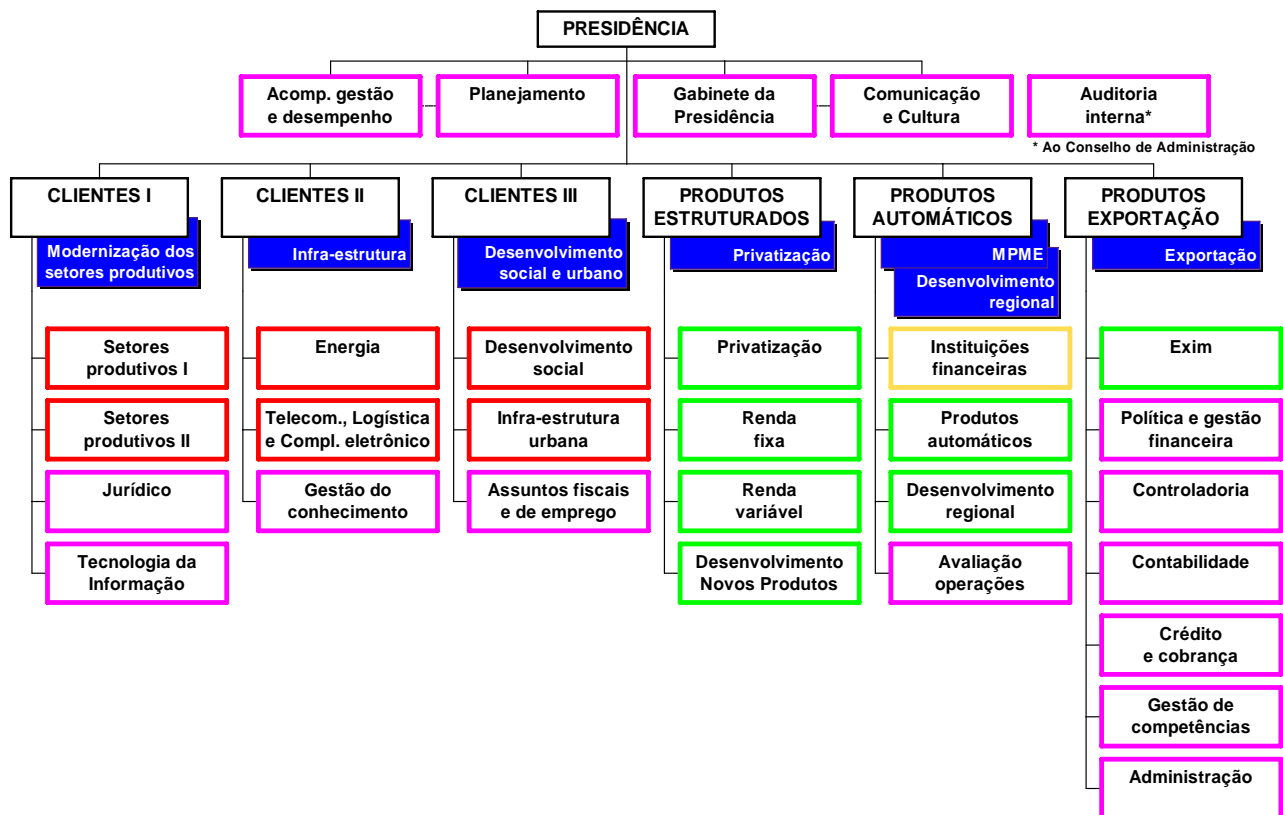 PRESIDÊNCIA
Acomp. gestão
e desempenho
Planejamento
Gabinete da
Presidência
Comunicação
e Cultura
Auditoria
interna*
* Ao Conselho de Administração
CLIENTES I
Modernização dos
setores produtivos
Setores
produtivos I
Setores
produtivos II
Jurídico
Tecnologia da
Informação
CLIENTES II
Infra-estrutura
Energia
Telecom., Logística
e Compl. eletrônico
Gestão do
conhecimento
CLIENTES III
Desenvolvimento
social e urbano
Desenvolvimento
social
Infra-estrutura
urbana
Assuntos fiscais
e de emprego
PRODUTOS
ESTRUTURADOS
Privatização
Privatização
Renda
fixa
Renda
variável
Desenvolvimento
Novos Produtos
PRODUTOS
AUTOMÁTICOS
MPME
Desenvolvimento
regional
Instituições
financeiras
Produtos
automáticos
Desenvolvimento
regional
Avaliação
operações
PRODUTOS
EXPORTAÇÃO
Exportação
Exim
Política e gestão
financeira
Controladoria
Contabilidade
Crédito
e cobrança
Gestão de
competências
Administração